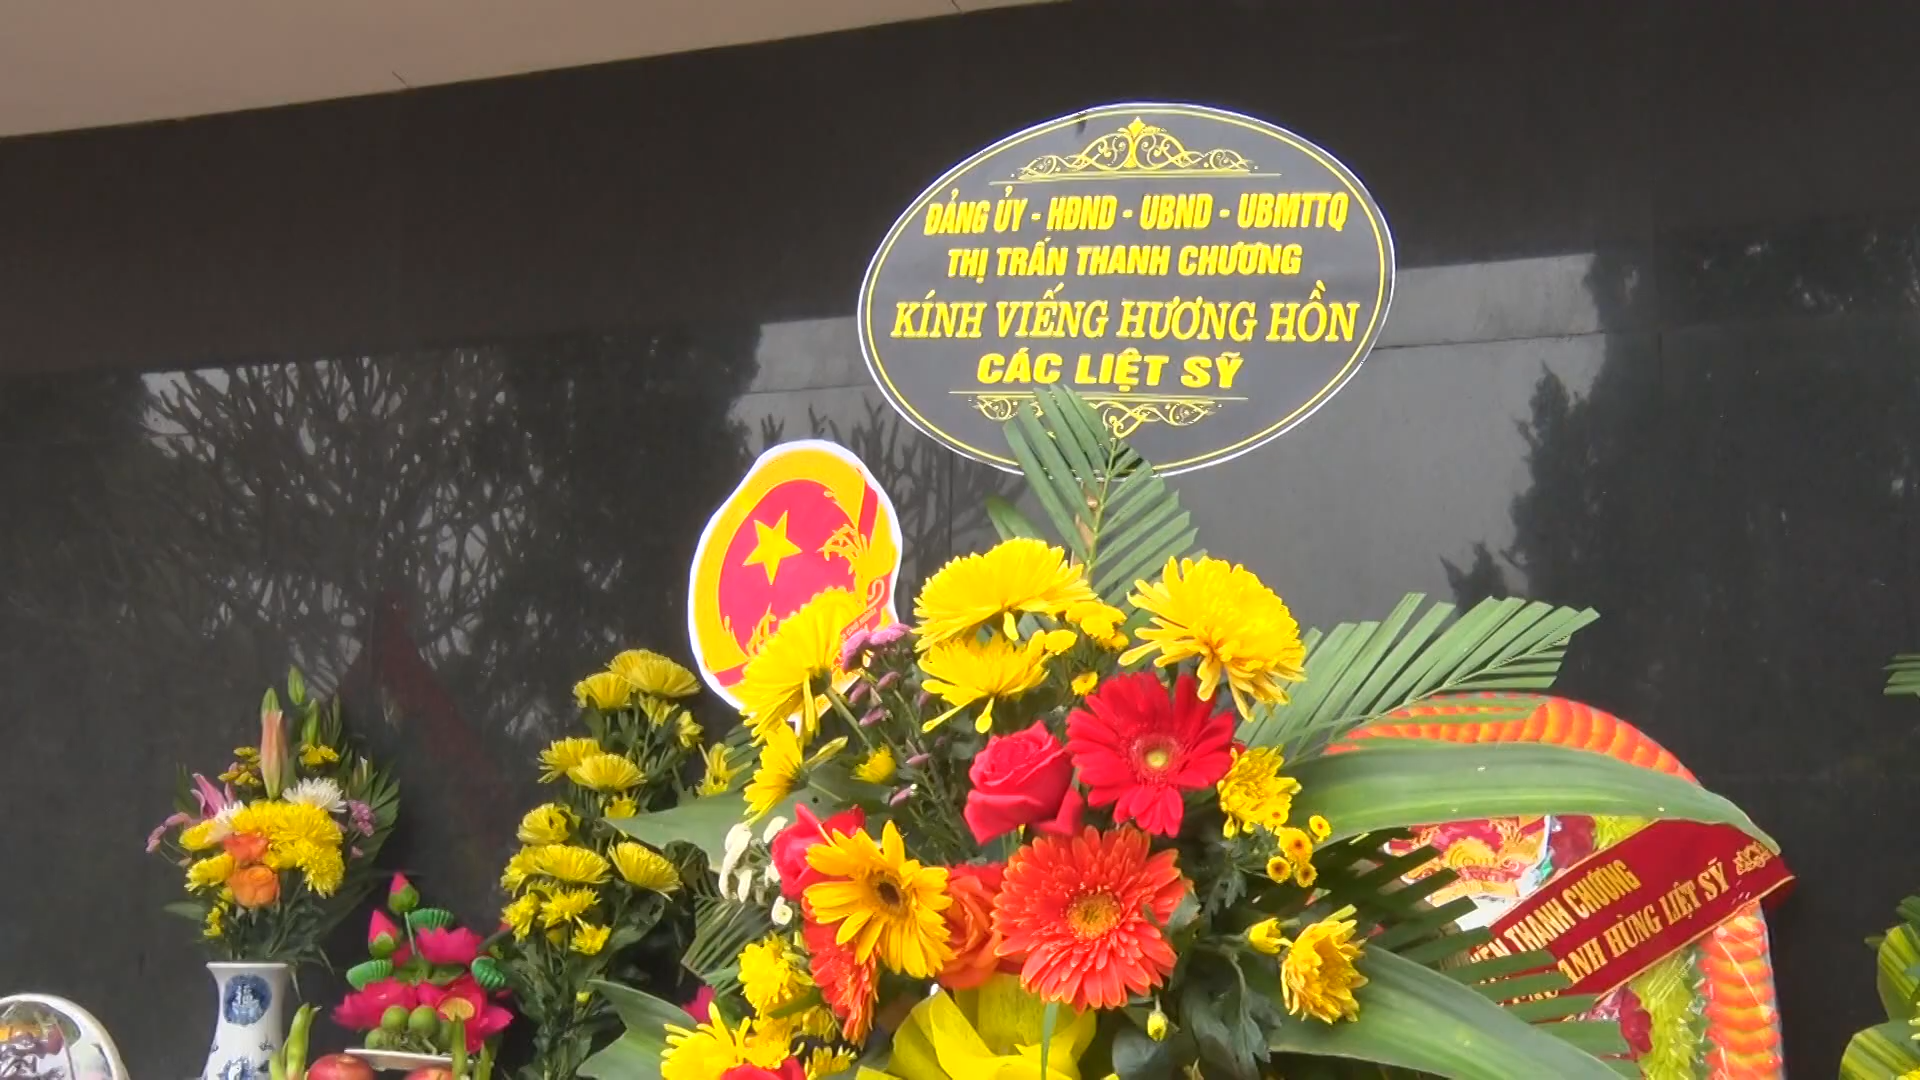 ĐẢNG ỦY - HĐND - UBND - UBMTTQ
THỊ TRẤN THANH CHƯƠNG
KÍNH VIẾNG HƯƠNG HỒN
CÁC LIỆT SỸ
THANH CHƯƠNG
HÙNG LIỆT SỸ